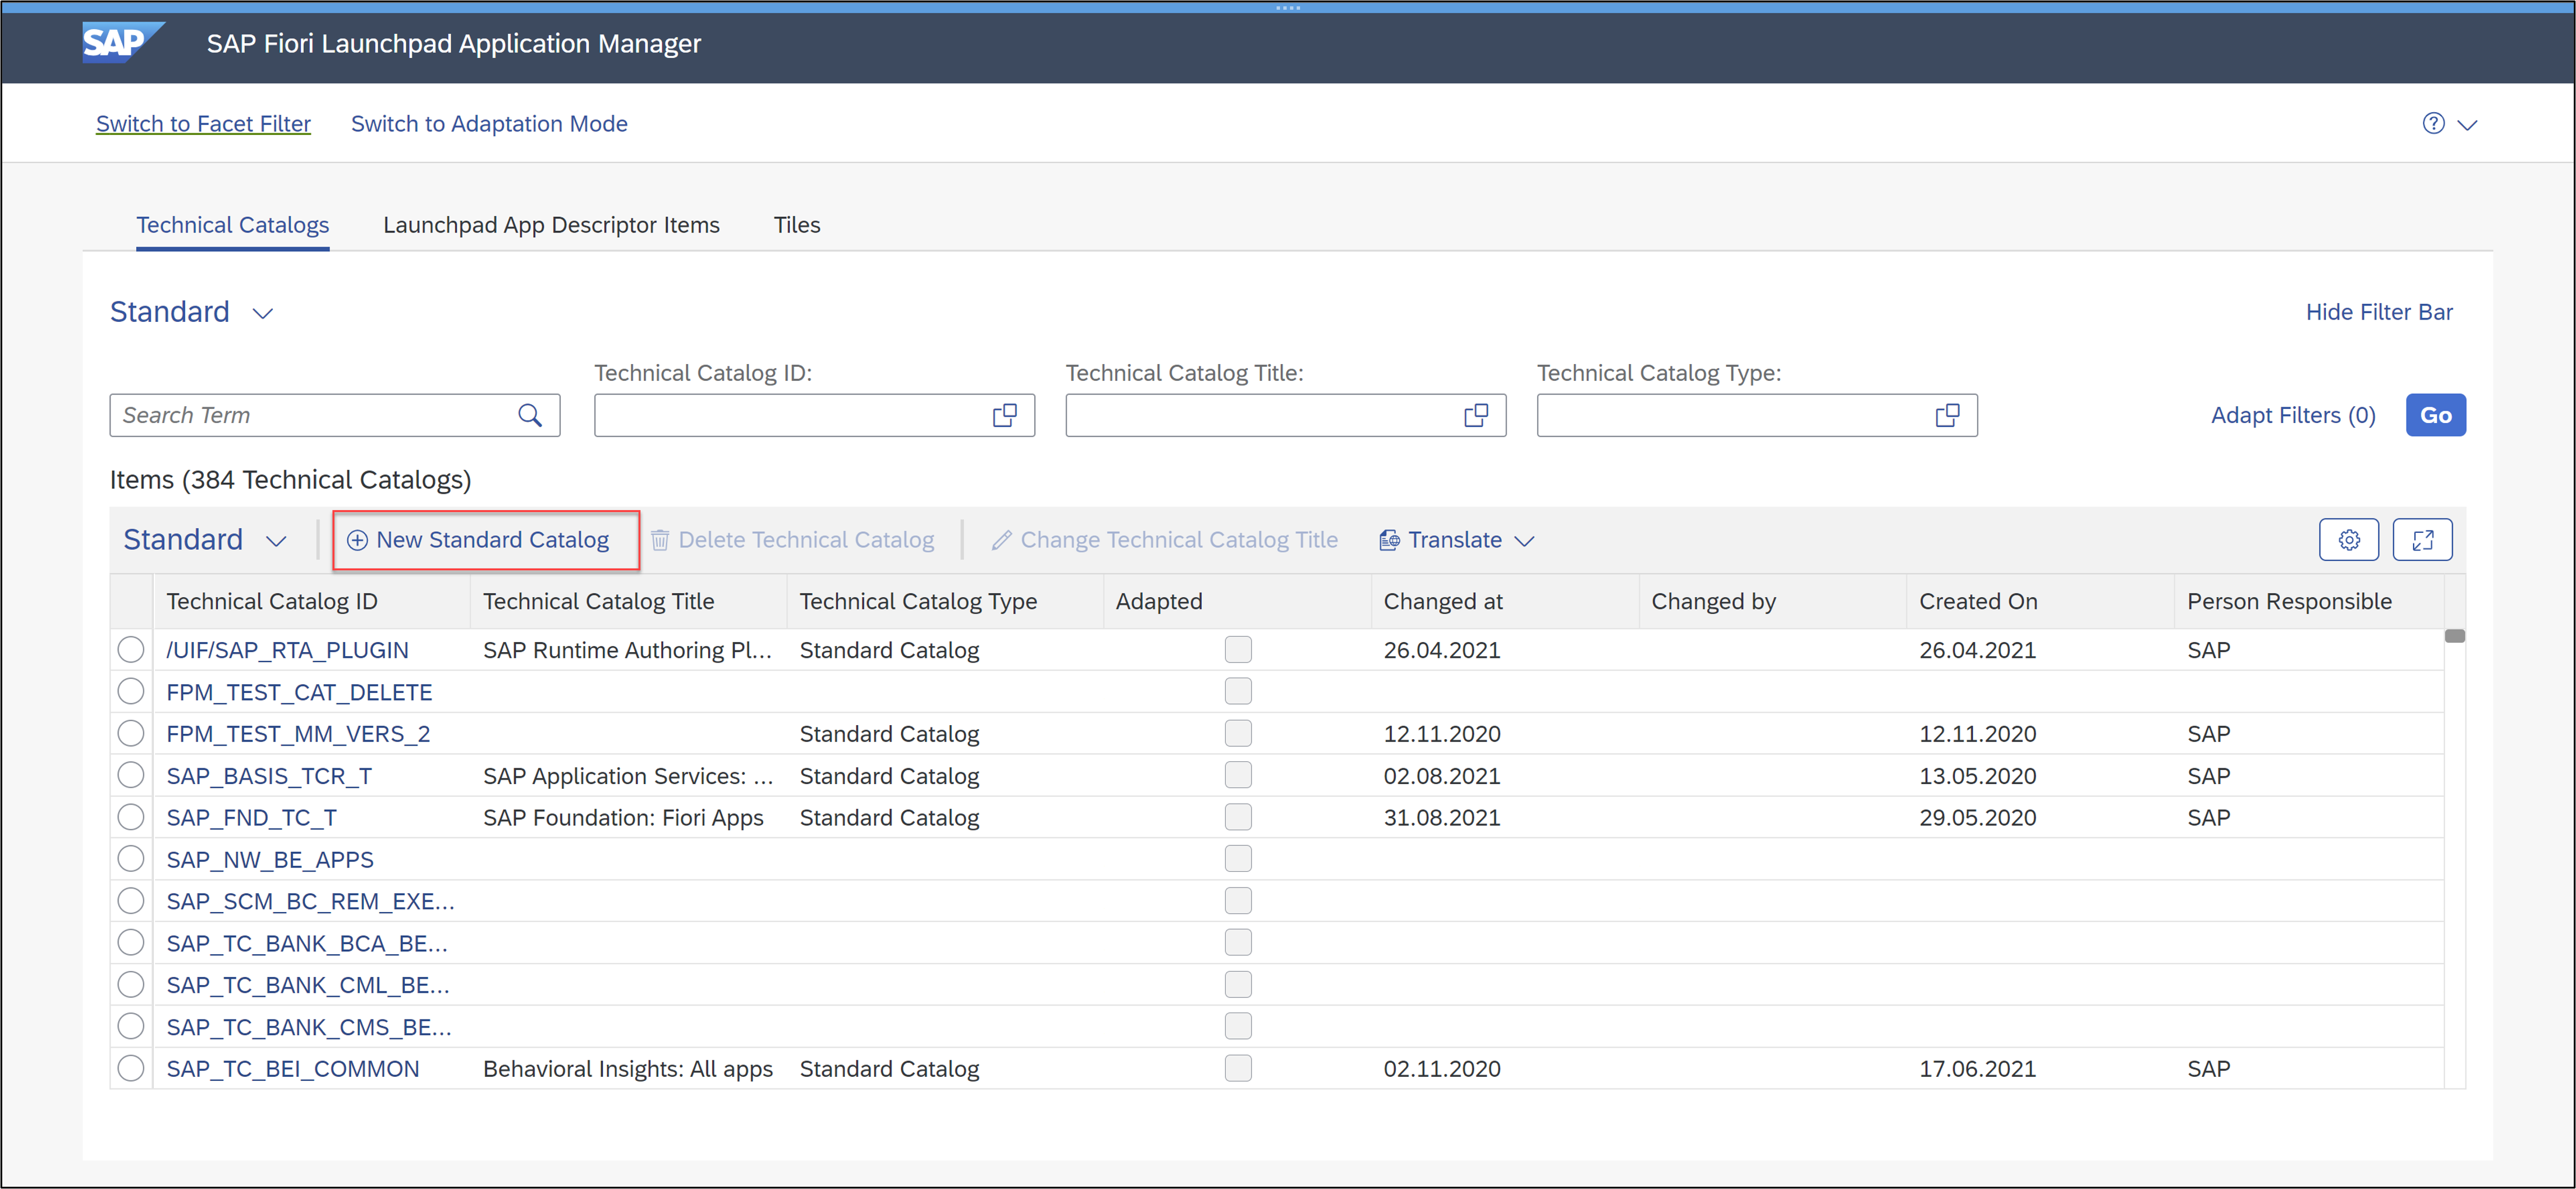 SAP SAP Fiori Launchpad Application Manager
Switch to Facet Filter Switch to Adaptation Mode
Technical Catalogs Launchpad App Descriptor Items Tiles
Standard Hide Filter Bar
Technical Catalog ID: Technical Catalog Title: Technical Catalog Type:
Search Term Adapt Filters (0) Go
Items (384 Technical Catalogs)
Standard New Standard Catalog Delete Technical Catalog Change Technical Catalog Title Translate
Technical Catalog ID Technical Catalog Title Technical Catalog Type Adapted Changed at Changed by Created On Person Responsible
/UIF/SAP_RTA_PLUGIN SAP Runtime Authoring Pl... Standard Catalog 26.04.2021 26.04.2021 SAP
FPM_TEST_CAT_DELETE
FPM_TEST_MM_VERS_2 Standard Catalog 12.11.2020 12.11.2020 SAP
SAP_BASIS_TCR_T SAP Application Services: ... Standard Catalog 02.08.2021 13.05.2020 SAP
SAP_FND_TC_T SAP Foundation: Fiori Apps Standard Catalog 31.08.2021 29.05.2020 SAP
SAP_NW_BE_APPS
SAP_SCM_BC_REM_EXE...
SAP_TC_BANK_BCA_BE...
SAP_TC_BANK_CML_BE...
SAP_TC_BANK_CMS_BE...
SAP_TC_BEI_COMMON Behavioral Insights: All apps Standard Catalog 02.11.2020 17.06.2021 SAP